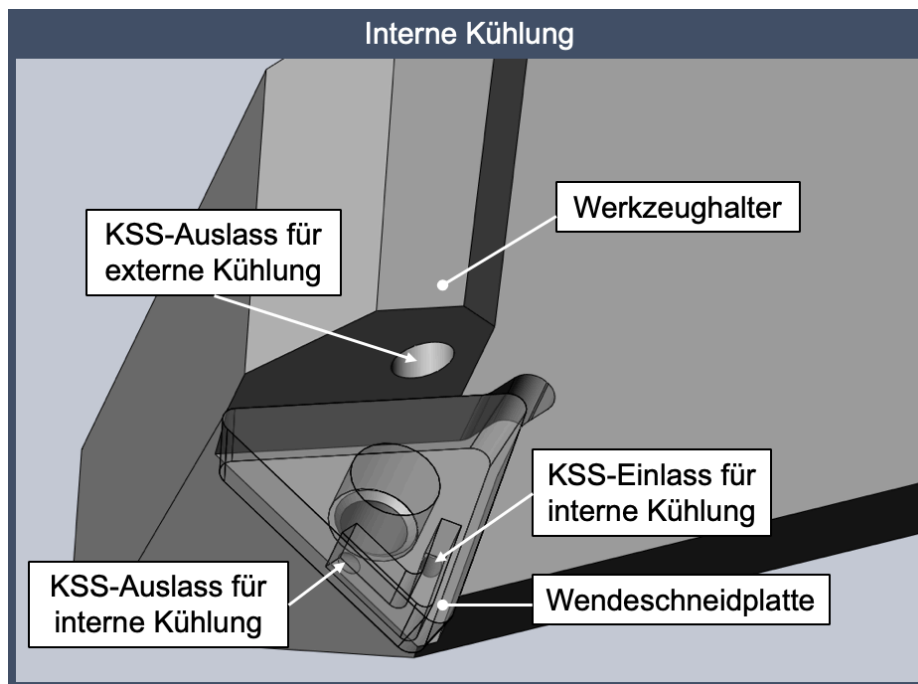 Interne Kühlung
Werkzeughalter
KSS-Auslass für
externe Kühlung
KSS-Einlass für
interne Kühlung
KSS-Auslass für
interne Kühlung
Wendeschneidplatte